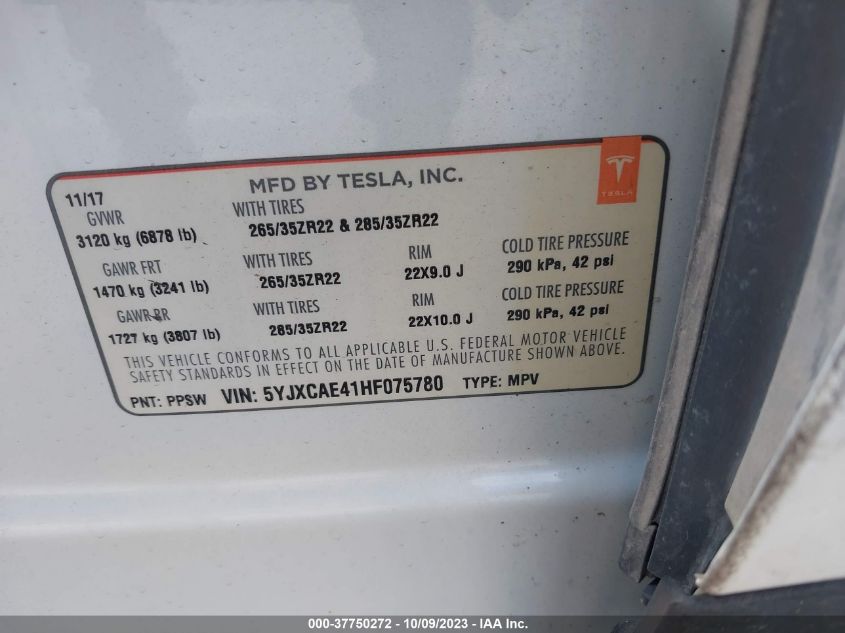 MFD BY TESLA, INC.
TESLA
11/17
GVWR WITH TIRES
3120 kg (6878 lb) 265/35ZR22 & 285/35ZR22
GAWR FRT WITH TIRES RIM COLD TIRE PRESSURE
1470 kg (3241 lb) 265/35ZR22 22X9.0 J 290 kPa, 42 psi
GAWR RR WITH TIRES RIM COLD TIRE PRESSURE
1727 kg (3807 lb) 285/35ZR22 22X10.0 J 290 kPa, 42 psi
THIS VEHICLE CONFORMS TO ALL APPLICABLE U.S. FEDERAL MOTOR VEHICLE
SAFETY STANDARDS IN EFFECT ON THE DATE OF MANUFACTURE SHOWN ABOVE.
PNT: PPSW VIN: 5YJXCAE41HF075780 TYPE: MPV
000-37750272 - 10/09/2023 - IAA Inc.